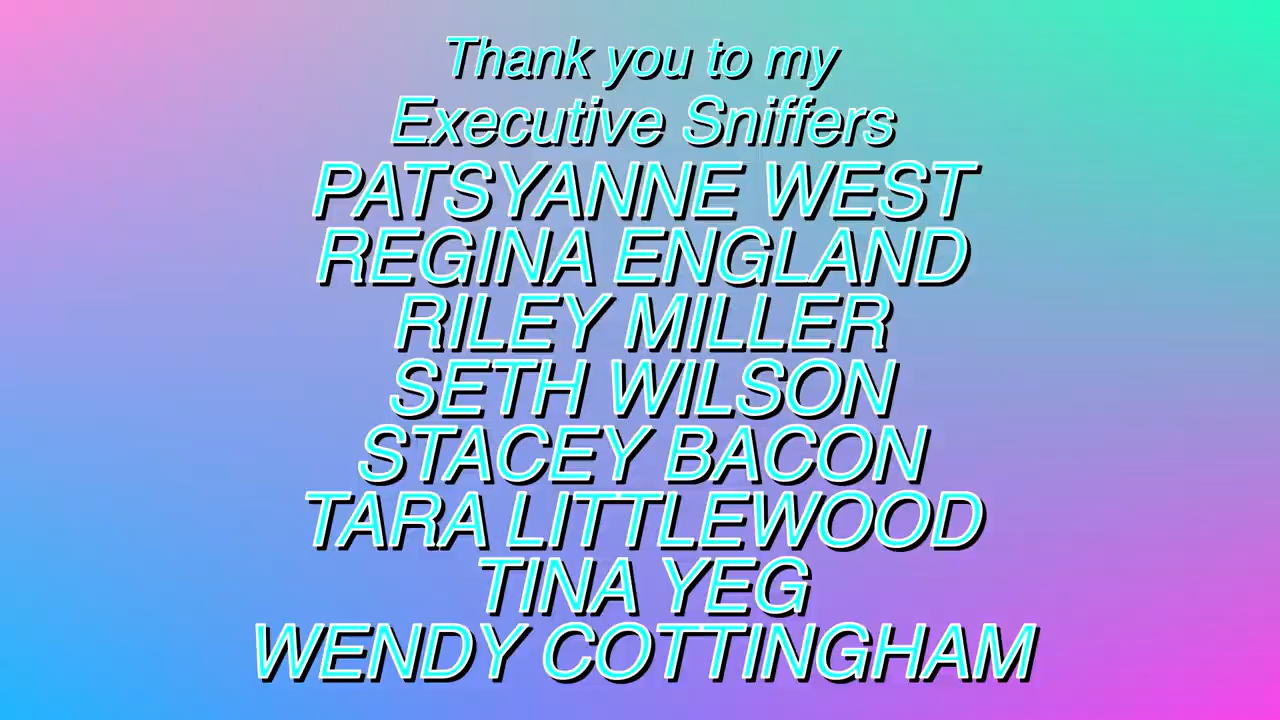 Thank you to my
Executive Sniffers
PATSYANNE WEST
REGINA ENGLAND
RILEY MILLER
SETH WILSON
STACEY BACON
TARA LITTLEWOOD
TINA YEG
WENDY COTTINGHAM